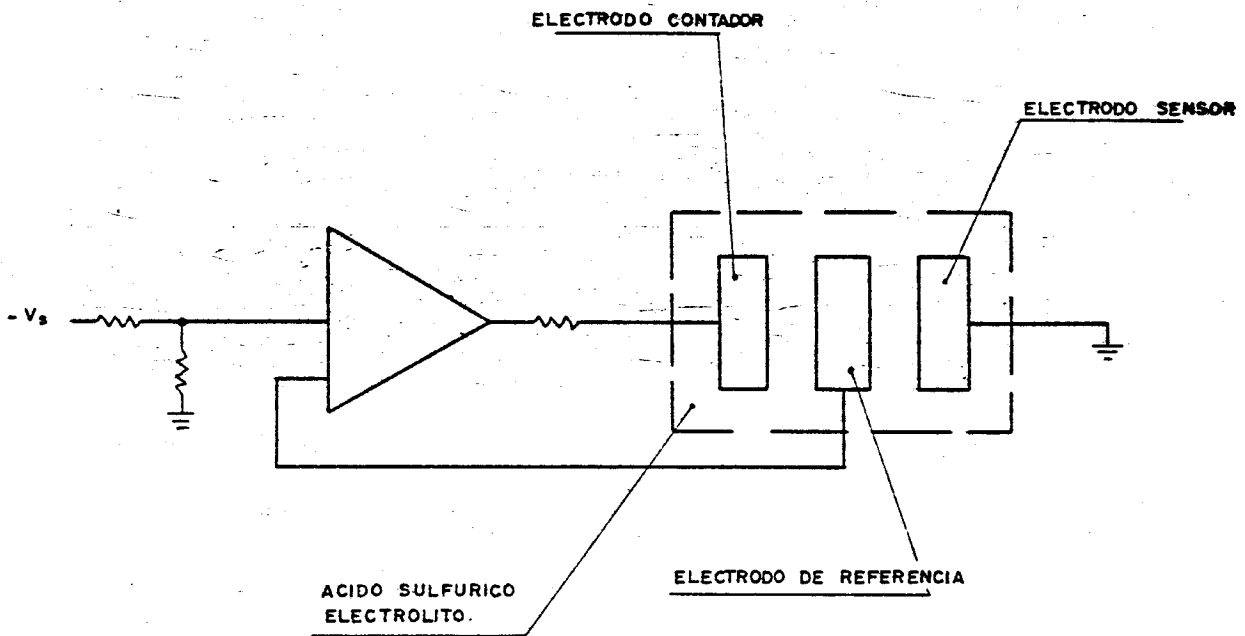 ELECTRODO CONTADOR
ELECTRODO SENSOR
- Vs
ELECTRODO DE REFERENCIA
ACIDO SULFURICO
ELECTROLITO.